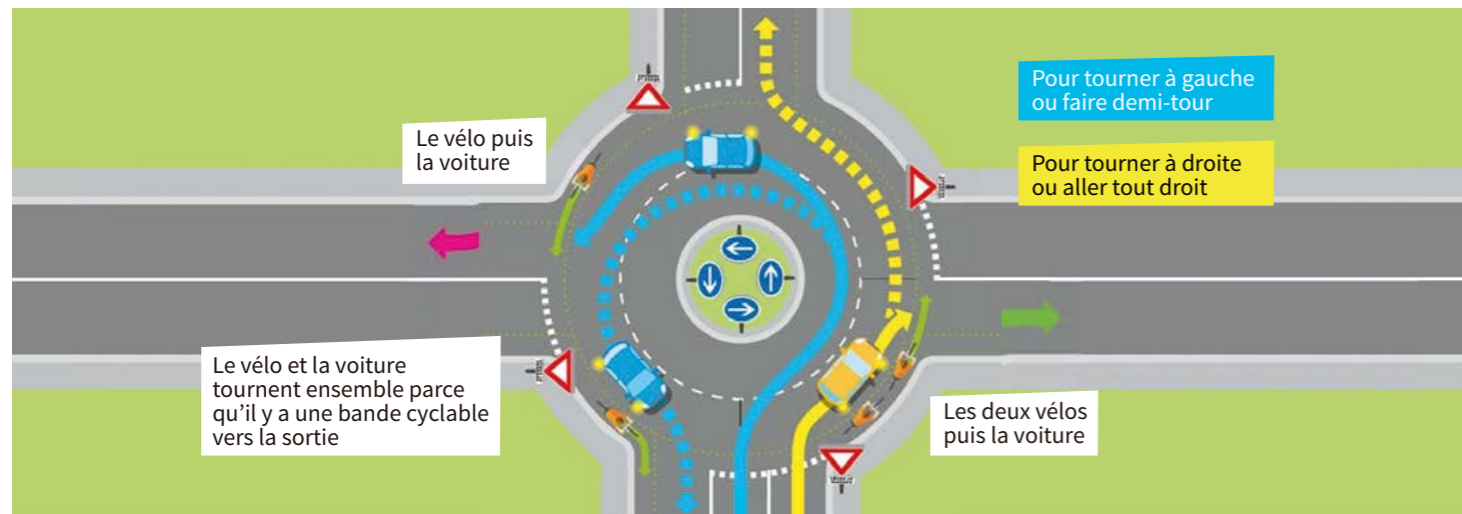 Pour tourner à gauche
ou faire demi-tour
Le vélo puis
la voiture
Pour tourner à droite
ou aller tout droit
Le vélo et la voiture
tournent ensemble parce
qu’il y a une bande cyclable
vers la sortie
Les deux vélos
puis la voiture